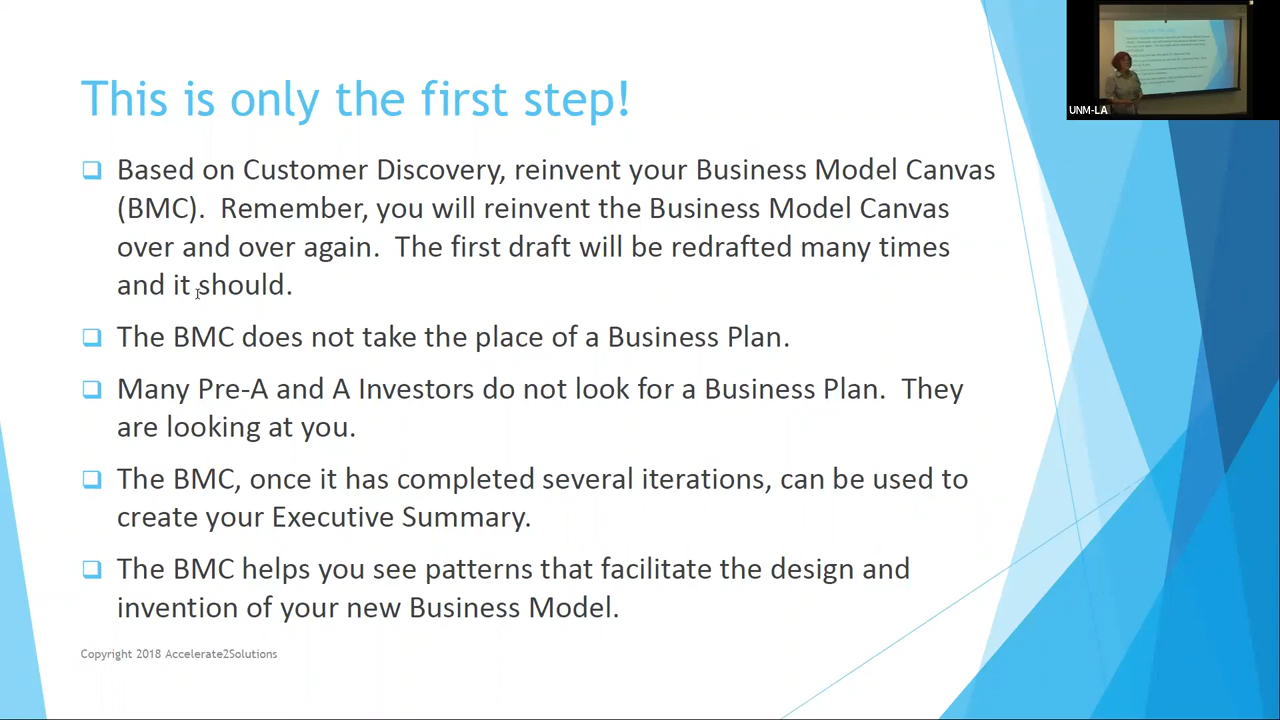 This is only the first step!
Based on Customer Discovery, reinvent your Business Model Canvas
(BMC).  Remember, you will reinvent the Business Model Canvas
over and over again.  The first draft will be redrafted many times
and it should.
The BMC does not take the place of a Business Plan.
Many Pre-A and A Investors do not look for a Business Plan.  They
are looking at you.
The BMC, once it has completed several iterations, can be used to
create your Executive Summary.
The BMC helps you see patterns that facilitate the design and
invention of your new Business Model.
Copyright 2018 Accelerate2Solutions
UNM-LA